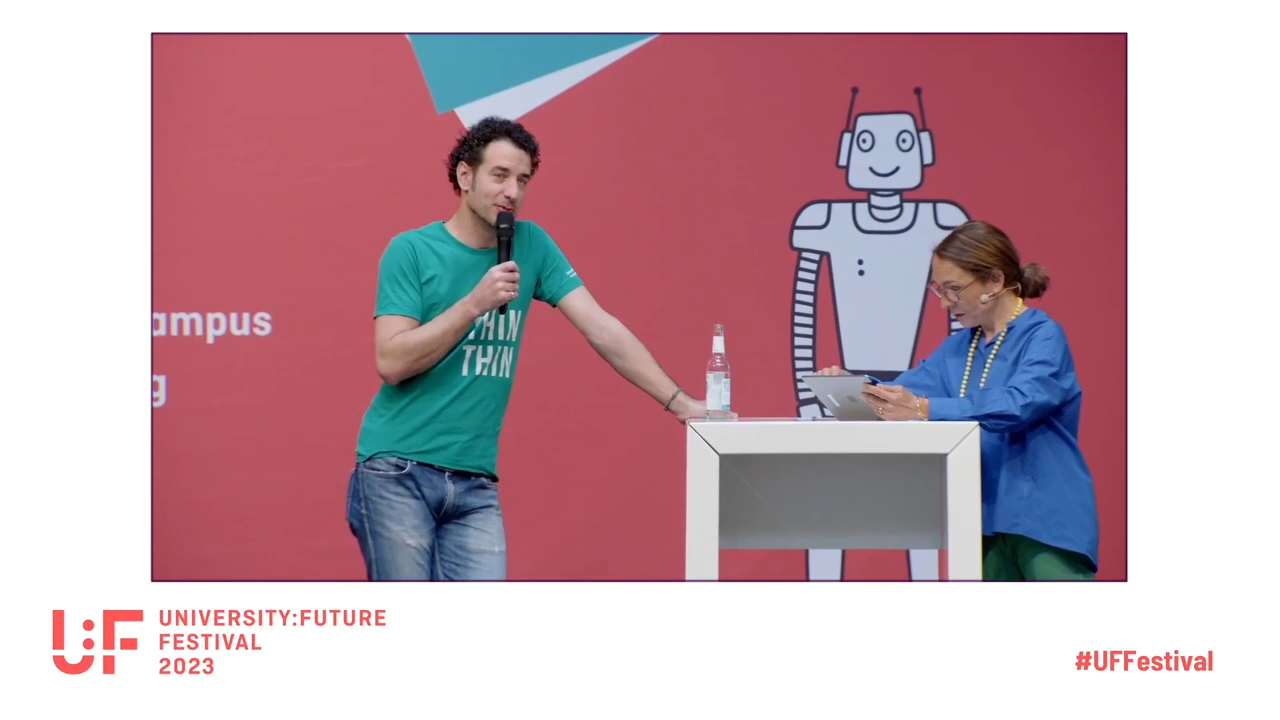 ampus
g
THIN
THIN
U:F
UNIVERSITY:FUTURE
FESTIVAL
2023
#UFFestival